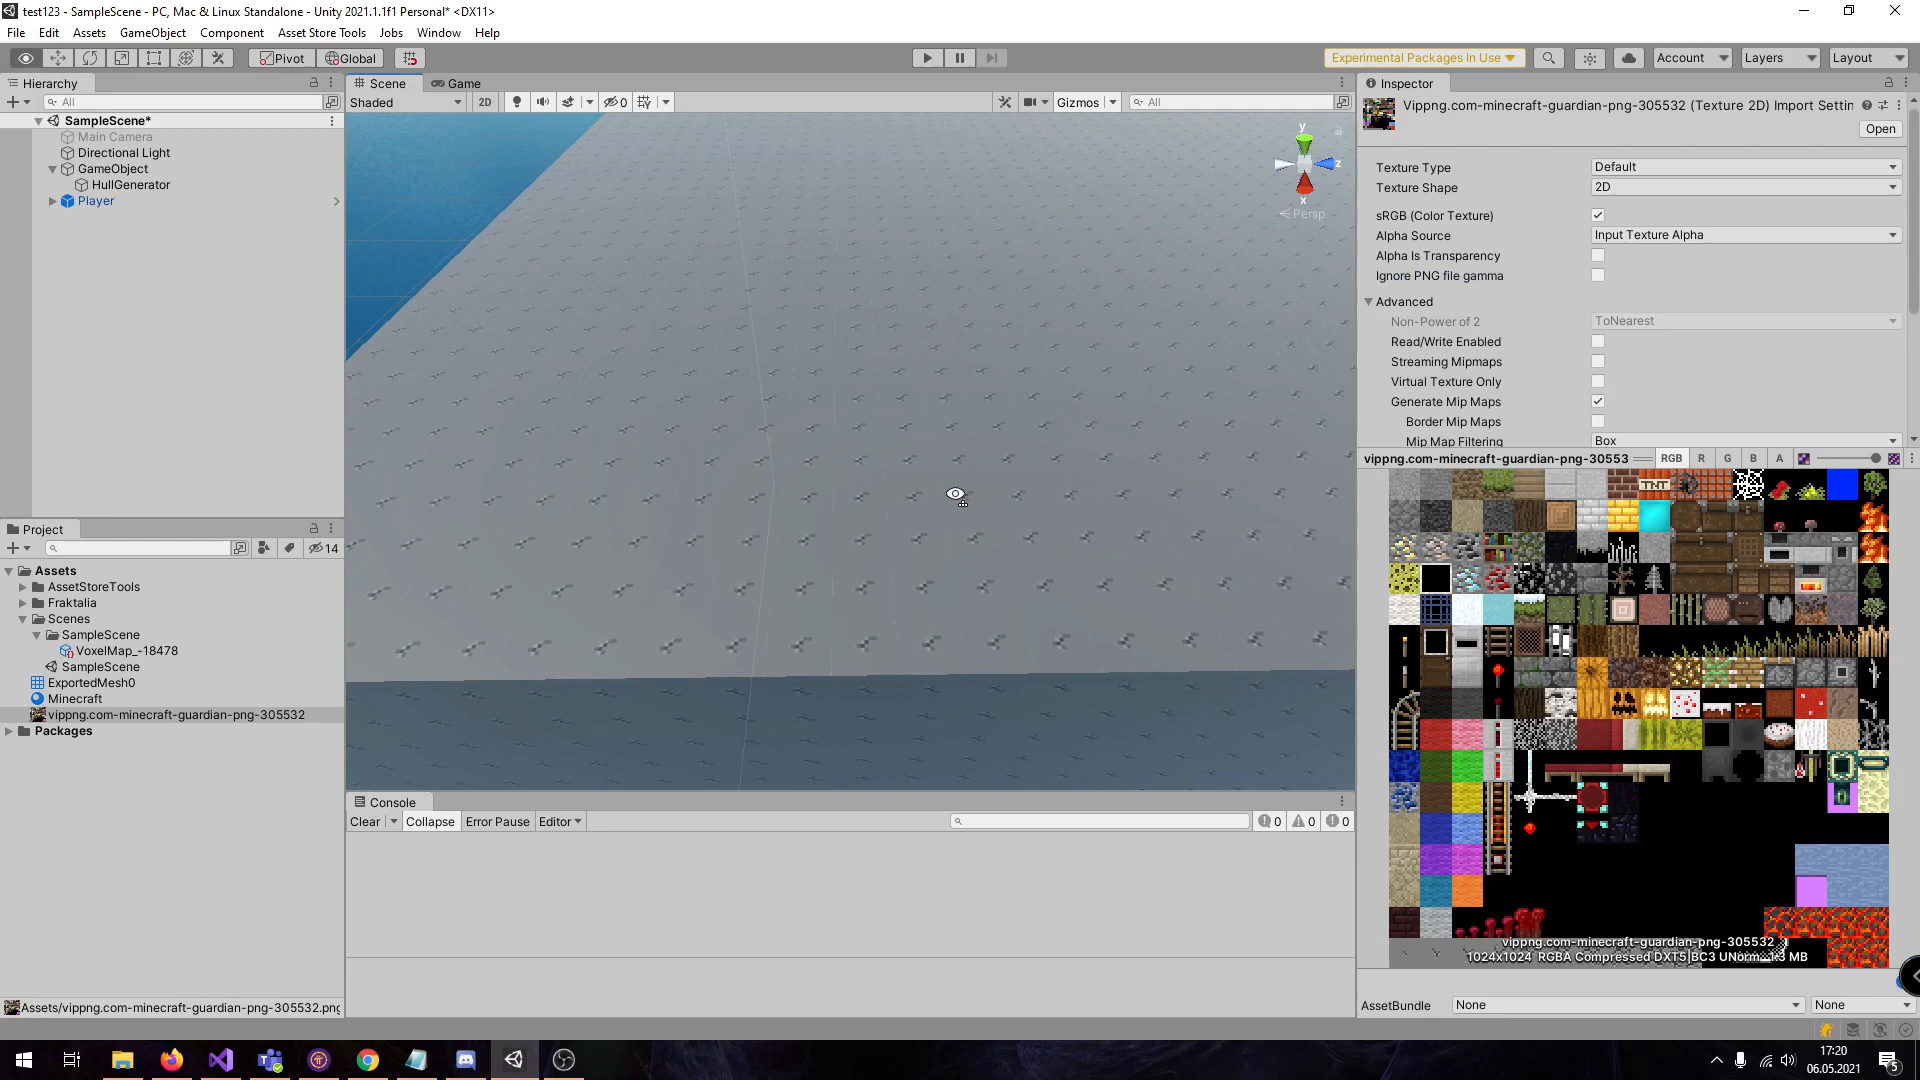 test123 - SampleScene - PC, Mac & Linux Standalone - Unity 2021.1.1f1 Personal* <DX11>
File Edit Assets GameObject Component Asset Store Tools Jobs Window Help
Pivot Global Experimental Packages In Use Account Layers Layout
Hierarchy
All
SampleScene*
Main Camera
Directional Light
GameObject
HullGenerator
Player
Scene Game
Shaded 2D 0 Gizmos All
y
z
x
Persp
Inspector
Vippng.com-minecraft-guardian-png-305532 (Texture 2D) Import Settin
Open
Texture Type Default
Texture Shape 2D
sRGB (Color Texture)
Alpha Source Input Texture Alpha
Alpha Is Transparency
Ignore PNG file gamma
Advanced
Non-Power of 2 ToNearest
Read/Write Enabled
Streaming Mipmaps
Virtual Texture Only
Generate Mip Maps
Border Mip Maps
Mip Map Filtering Box
vippng.com-minecraft-guardian-png-30553 RGB R G B A
TNT
vippng.com-minecraft-guardian-png-305532
1024x1024 RGBA Compressed DXT5|BC3 UNorm 1.3 MB
AssetBundle None None
Project
14
Assets
AssetStoreTools
Fraktalia
Scenes
SampleScene
VoxelMap_-18478
SampleScene
ExportedMesh0
Minecraft
vippng.com-minecraft-guardian-png-305532
Packages
Assets/vippng.com-minecraft-guardian-png-305532.png
Console
Clear Collapse Error Pause Editor 0 0 0
17:20
06.05.2021
5